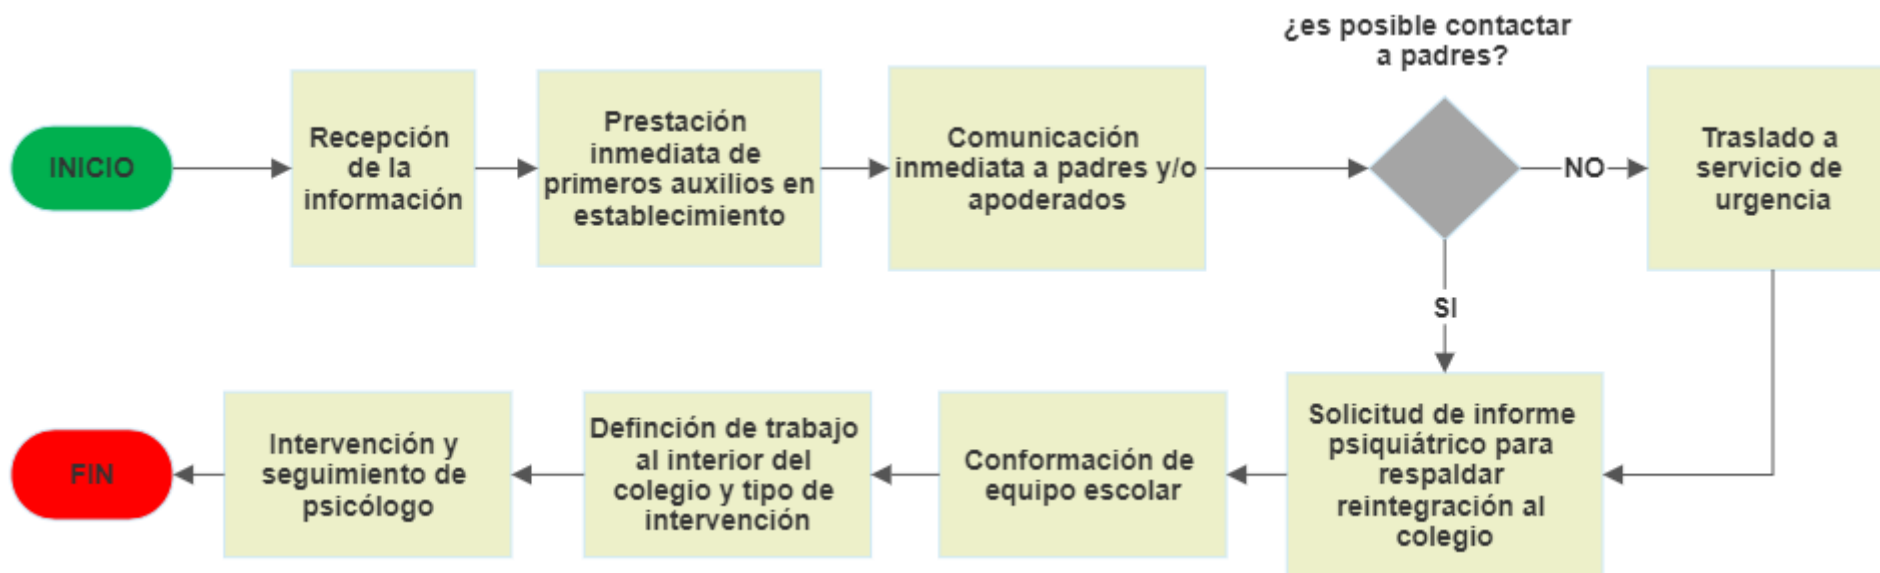 ¿es posible contactar
a padres?
INICIO
Recepción
de la
información
Prestación
inmediata de
primeros auxilios en
establecimiento
Comunicación
inmediata a padres y/o
apoderados
NO
Traslado a
servicio de
urgencia
SI
FIN
Intervención y
seguimiento de
psicólogo
Definción de trabajo
al interior del
colegio y tipo de
intervención
Conformación de
equipo escolar
Solicitud de informe
psiquiátrico para
respaldar
reintegración al
colegio